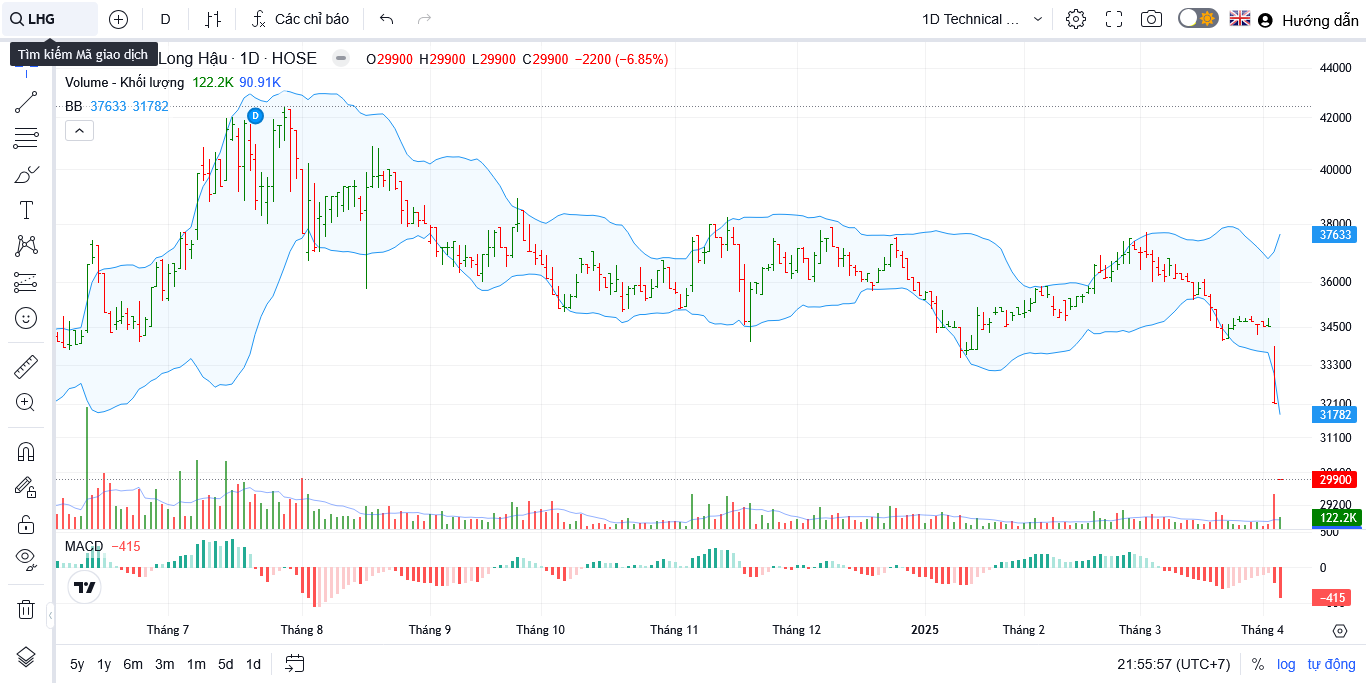 LHG
D
Các chỉ báo
1D Technical ...
Hướng dẫn
Tìm kiếm Mã giao dịch
Long Hậu · 1D · HOSE
O29900 H29900 L29900 C29900 −2200 (−6.85%)
Volume - Khối lượng 122.2K 90.91K
BB 37633 31782
D
44000
42000
40000
38000
37633
36000
34500
33300
32100
31782
31100
29900
29200
122.2K
500
MACD −415
0
−415
Tháng 7
Tháng 8
Tháng 9
Tháng 10
Tháng 11
Tháng 12
2025
Tháng 2
Tháng 3
Tháng 4
5y 1y 6m 3m 1m 5d 1d
21:55:57 (UTC+7)
% log tự động